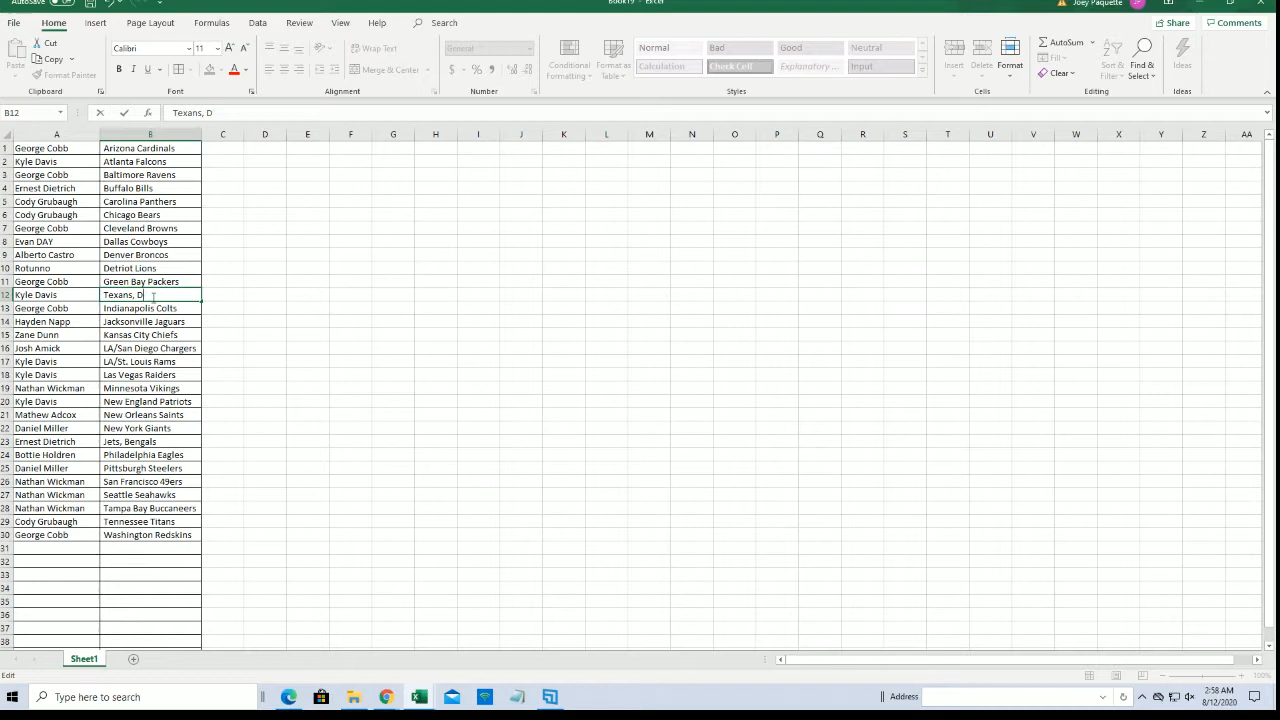 AutoSave Off
Book19 - Excel
Joey Paquette JP
File Home Insert Page Layout Formulas Data Review View Help Search
Share Comments
Paste Cut Copy Format Painter Clipboard
Calibri 11 A A B I U A Font
Wrap Text Merge & Center Alignment
General $ % , Number
Conditional Formatting Format as Table
Normal Bad Good Neutral
Calculation Check Cell Explanatory ... Input
Styles
Insert Delete Format Cells
AutoSum Fill Clear Sort & Filter Find & Select Editing
Ideas Ideas
B12 fx Texans, D
A B C D E F G H I J K L M N O P Q R S T U V W X Y Z AA
1 George Cobb Arizona Cardinals
2 Kyle Davis Atlanta Falcons
3 George Cobb Baltimore Ravens
4 Ernest Dietrich Buffalo Bills
5 Cody Grubaugh Carolina Panthers
6 Cody Grubaugh Chicago Bears
7 George Cobb Cleveland Browns
8 Evan DAY Dallas Cowboys
9 Alberto Castro Denver Broncos
10 Rotunno Detriot Lions
11 George Cobb Green Bay Packers
12 Kyle Davis Texans, D
13 George Cobb Indianapolis Colts
14 Hayden Napp Jacksonville Jaguars
15 Zane Dunn Kansas City Chiefs
16 Josh Amick LA/San Diego Chargers
17 Kyle Davis LA/St. Louis Rams
18 Kyle Davis Las Vegas Raiders
19 Nathan Wickman Minnesota Vikings
20 Kyle Davis New England Patriots
21 Mathew Adcox New Orleans Saints
22 Daniel Miller New York Giants
23 Ernest Dietrich Jets, Bengals
24 Bottie Holdren Philadelphia Eagles
25 Daniel Miller Pittsburgh Steelers
26 Nathan Wickman San Francisco 49ers
27 Nathan Wickman Seattle Seahawks
28 Nathan Wickman Tampa Bay Buccaneers
29 Cody Grubaugh Tennessee Titans
30 George Cobb Washington Redskins
31
32
33
34
35
36
37
38
Sheet1
Edit 100%
Type here to search Address 2:58 AM
8/12/2020